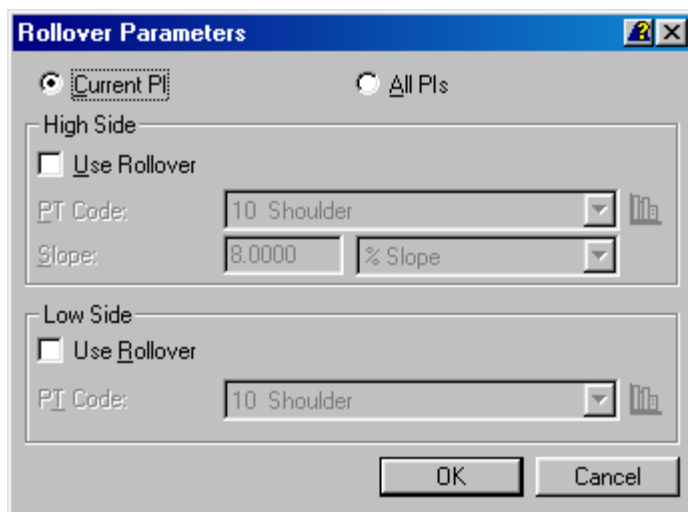 Rollover Parameters
Current PI
All PIs
High Side
Use Rollover
PT Code:
10 Shoulder
Slope:
8.0000
% Slope
Low Side
Use Rollover
PT Code:
10 Shoulder
OK
Cancel